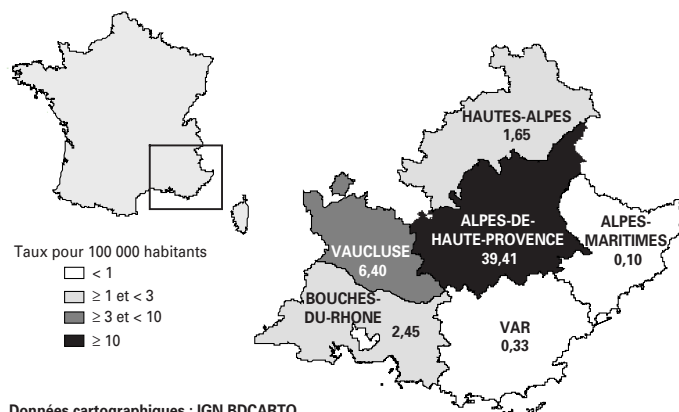 HAUTES-ALPES
1,65
ALPES-DE-
HAUTE-PROVENCE
39,41
ALPES-
MARITIMES
0,10
VAUCLUSE
6,40
BOUCHES-
DU-RHONE
2,45
VAR
0,33
Taux pour 100 000 habitants
< 1
≥ 1 et < 3
≥ 3 et < 10
≥ 10
Données cartographiques : IGN BDCARTO